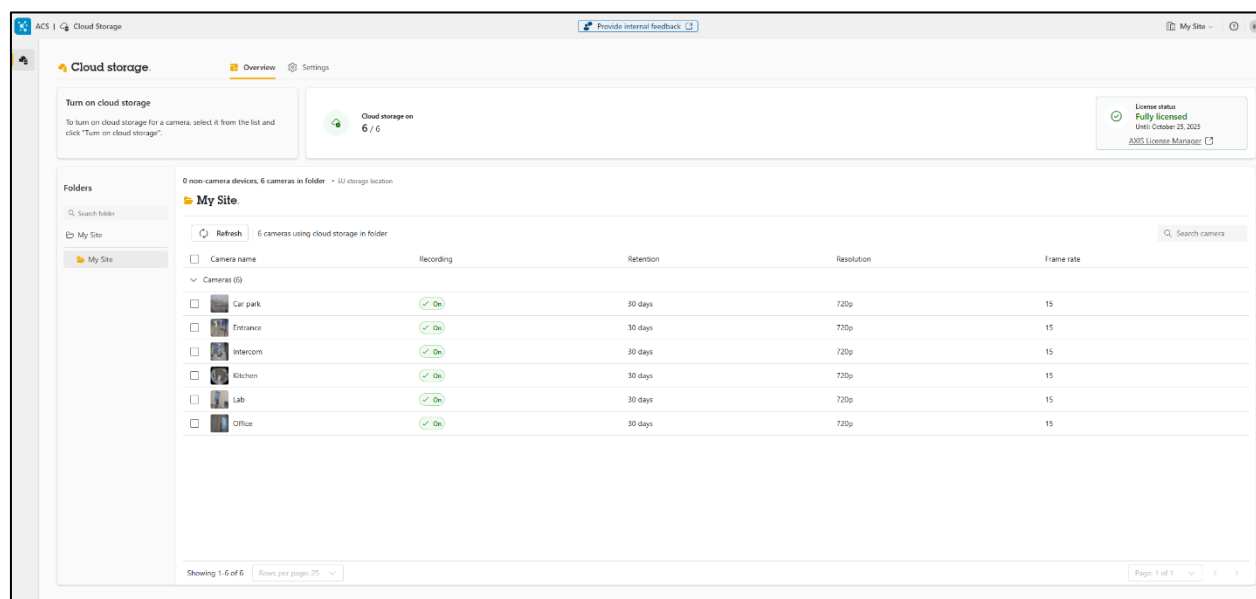 ACS | Cloud Storage
Provide internal feedback
My Site
Cloud storage.
Overview
Settings
Turn on cloud storage
To turn on cloud storage for a camera, select it from the list and
click "Turn on cloud storage".
Cloud storage on
6 / 6
License status
Fully licensed
Until: October 25, 2025
AXIS License Manager
Folders
Search folder
My Site
My Site
0 non-camera devices, 6 cameras in folder • EU storage location
My Site.
Refresh
6 cameras using cloud storage in folder
Search camera
Camera name Recording Retention Resolution Frame rate
Cameras (6)
Car park On 30 days 720p 15
Entrance On 30 days 720p 15
Intercom On 30 days 720p 15
Kitchen On 30 days 720p 15
Lab On 30 days 720p 15
Office On 30 days 720p 15
Showing 1-6 of 6
Rows per page: 25
Page: 1 of 1